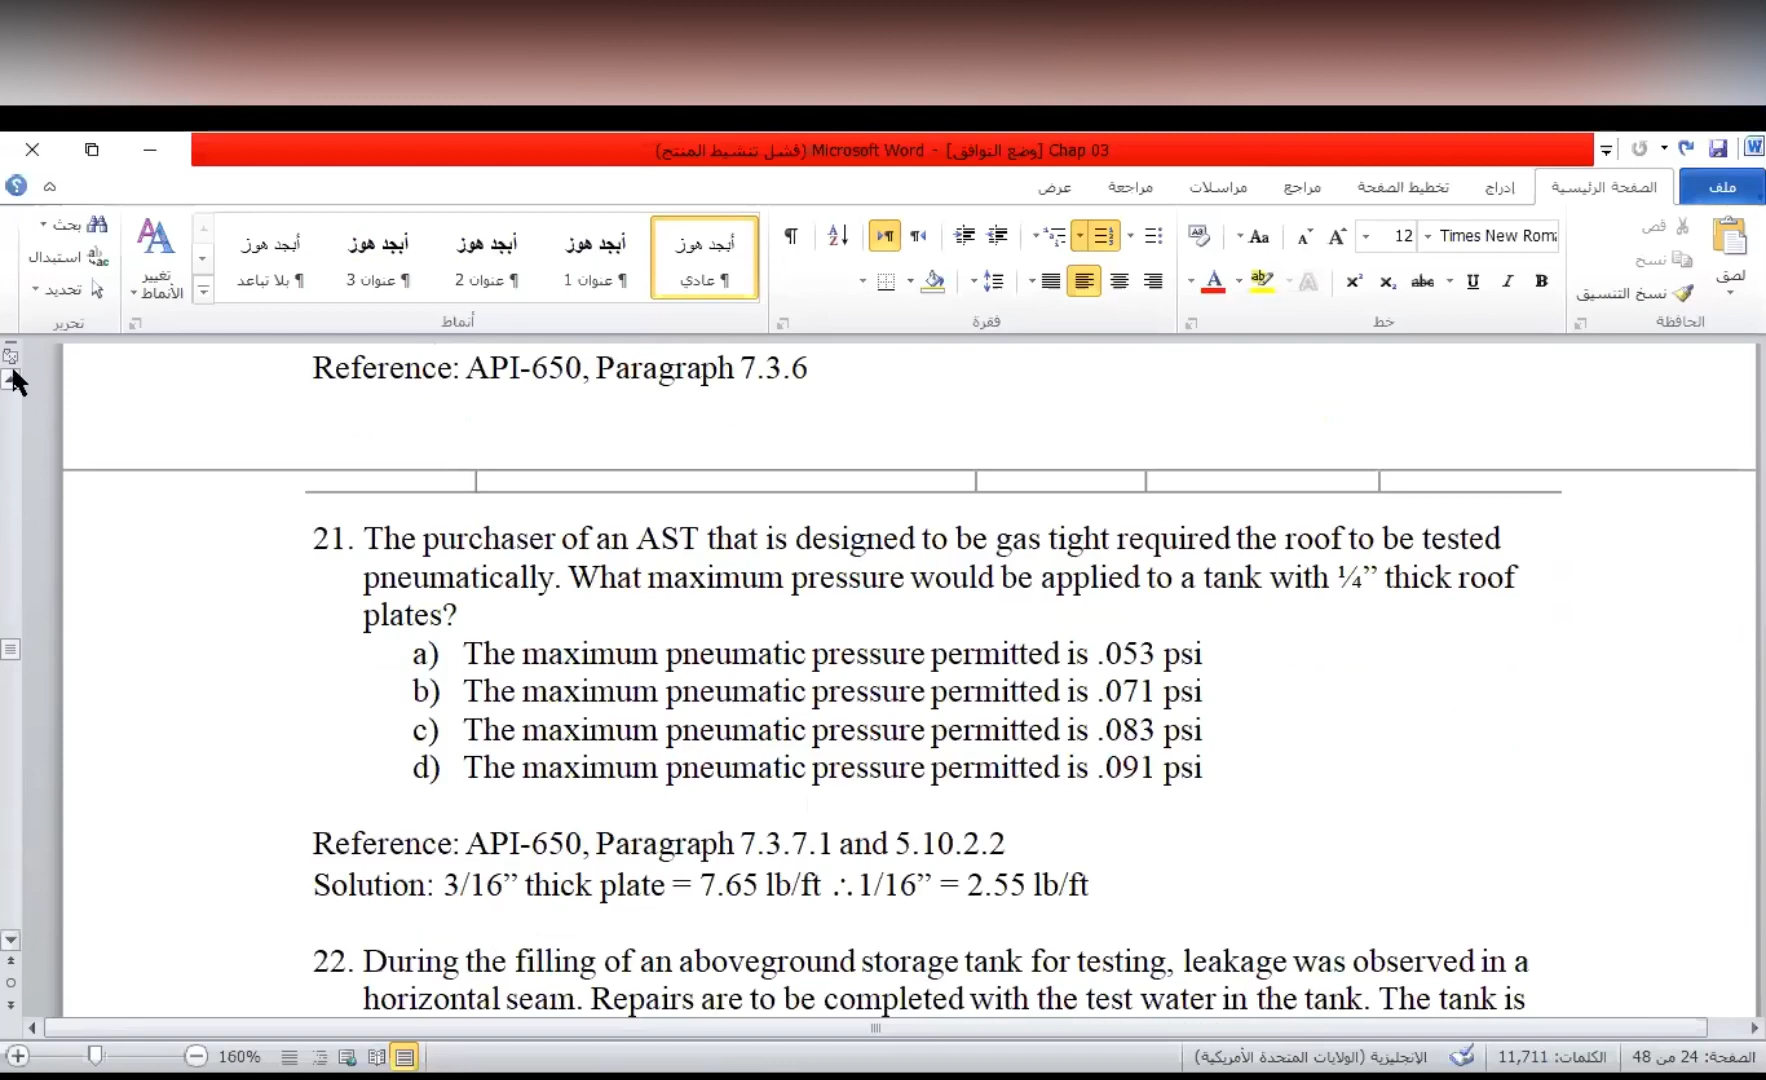 Chap 03 [وضع التوافق] - Microsoft Word (فشل تنشيط المنتج)
ملف الصفحة الرئيسية إدراج تخطيط الصفحة مراجع مراسلات مراجعة عرض
لصق قص نسخ نسخ التنسيق
Times New Roma 12 Aa
أبجد هوز أبجد هوز أبجد هوز أبجد هوز أبجد هوز
عادي عنوان 1 عنوان 2 عنوان 3 بلا تباعد
تغيير الأنماط
بحث
استبدال
تحديد
الحافظة خط فقرة أنماط تحرير
Reference: API-650, Paragraph 7.3.6
21. The purchaser of an AST that is designed to be gas tight required the roof to be tested
pneumatically. What maximum pressure would be applied to a tank with ¼” thick roof
plates?
a) The maximum pneumatic pressure permitted is .053 psi
b) The maximum pneumatic pressure permitted is .071 psi
c) The maximum pneumatic pressure permitted is .083 psi
d) The maximum pneumatic pressure permitted is .091 psi
Reference: API-650, Paragraph 7.3.7.1 and 5.10.2.2
Solution: 3/16” thick plate = 7.65 lb/ft ∴ 1/16” = 2.55 lb/ft
22. During the filling of an aboveground storage tank for testing, leakage was observed in a
horizontal seam. Repairs are to be completed with the test water in the tank. The tank is
الصفحة: 24 من 48 الكلمات: 11,711 الإنجليزية (الولايات المتحدة الأمريكية) 160%